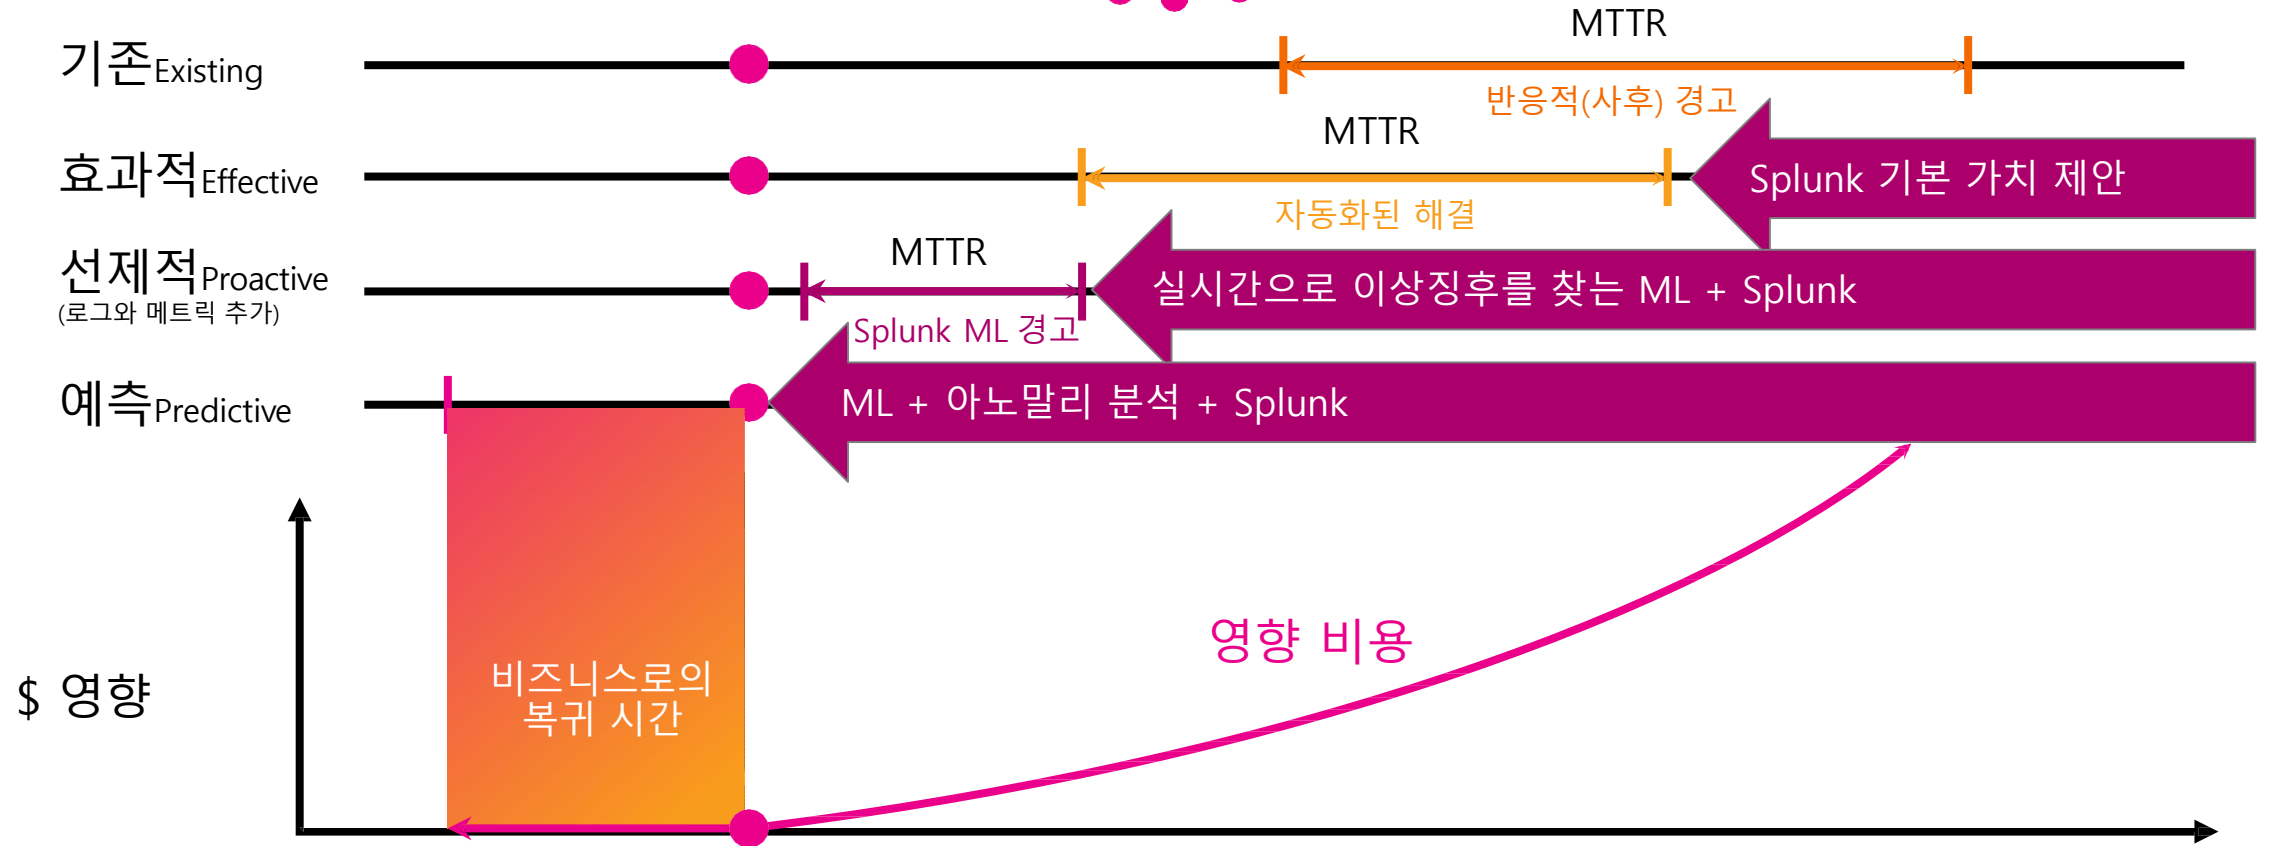 MTTR
기존Existing
반응적(사후) 경고
MTTR
효과적Effective
Splunk 기본 가치 제안
자동화된 해결
MTTR
선제적Proactive
(로그와 메트릭 추가)
실시간으로 이상징후를 찾는 ML + Splunk
Splunk ML 경고
예측Predictive
ML + 아노말리 분석 + Splunk
영향 비용
비즈니스로의
복귀 시간
$ 영향